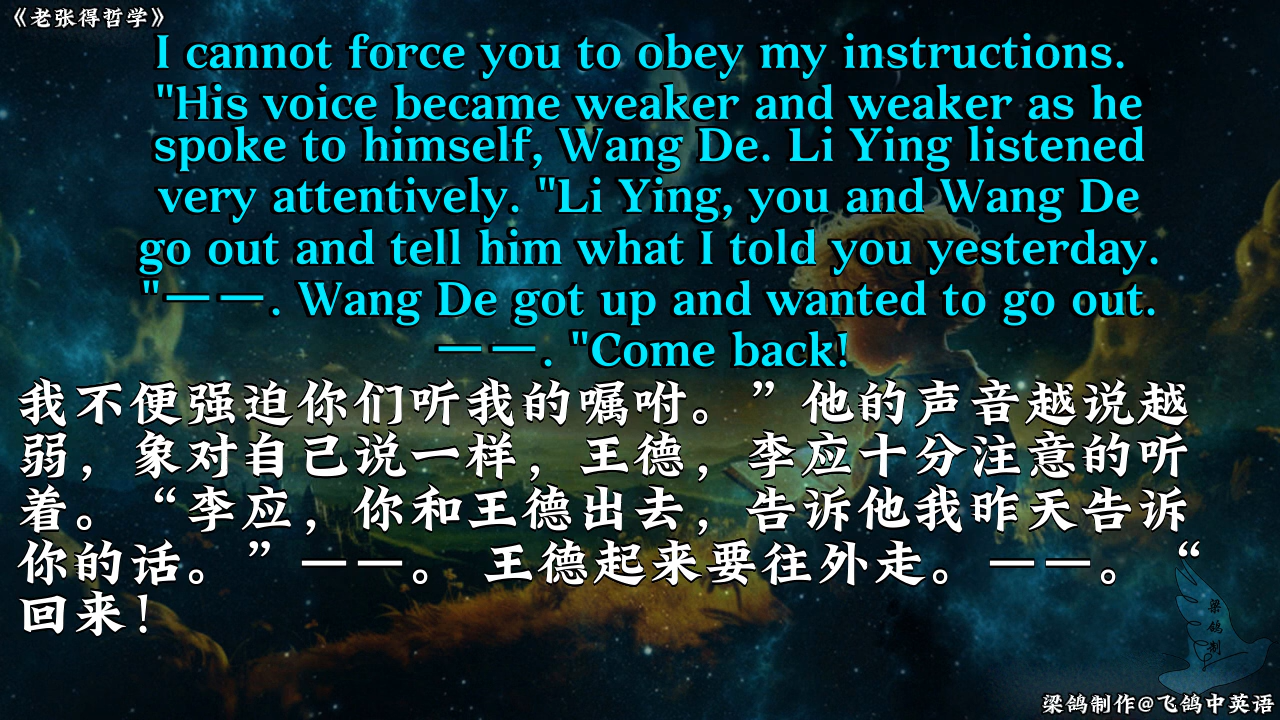 《老张得哲学》
I cannot force you to obey my instructions.
"His voice became weaker and weaker as he
spoke to himself, Wang De. Li Ying listened
very attentively. "Li Ying, you and Wang De
go out and tell him what I told you yesterday.
"——. Wang De got up and wanted to go out.
——. "Come back!
我不便强迫你们听我的嘱咐。”他的声音越说越
弱，象对自己说一样，王德，李应十分注意的听
着。“李应，你和王德出去，告诉他我昨天告诉
你的话。”——。 王德起来要往外走。——。 “
回来！
梁鸽制
梁鸽制作@飞鸽中英语